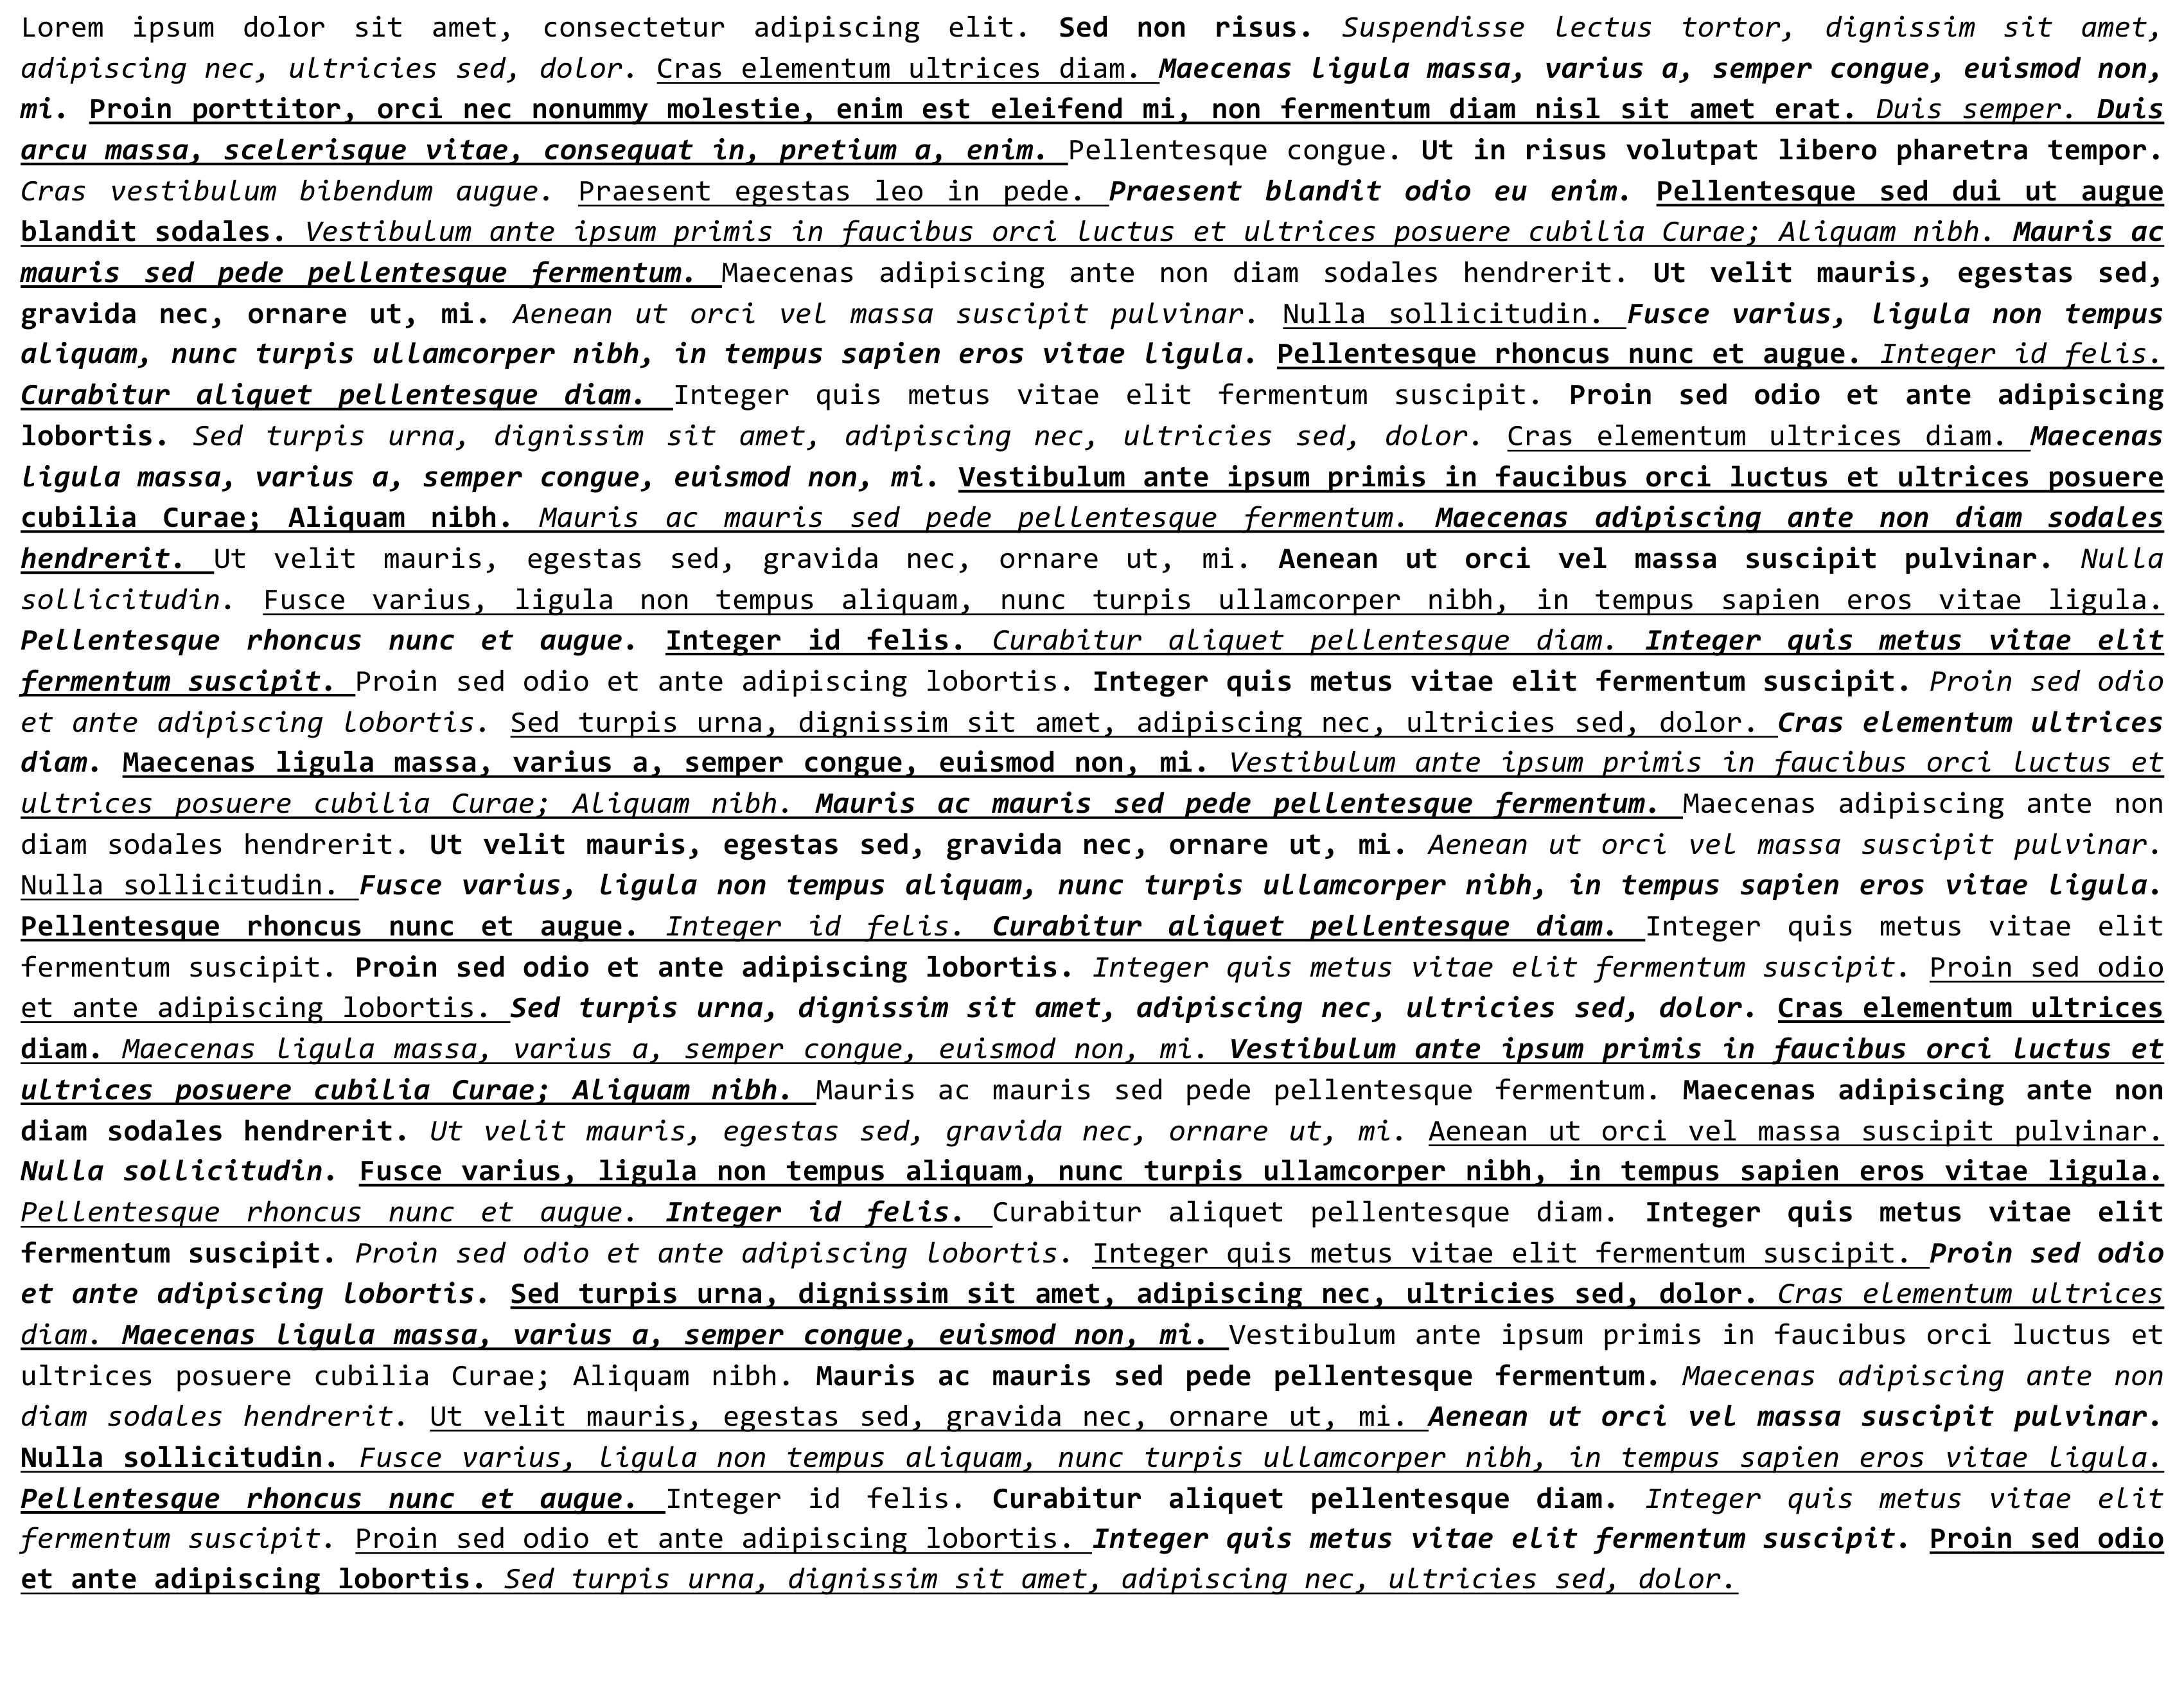 Lorem ipsum dolor sit amet, consectetur adipiscing elit. Sed non risus. Suspendisse lectus tortor, dignissim sit amet,
adipiscing nec, ultricies sed, dolor. Cras elementum ultrices diam. Maecenas ligula massa, varius a, semper congue, euismod non,
mi. Proin porttitor, orci nec nonummy molestie, enim est eleifend mi, non fermentum diam nisl sit amet erat. Duis semper. Duis
arcu massa, scelerisque vitae, consequat in, pretium a, enim. Pellentesque congue. Ut in risus volutpat libero pharetra tempor.
Cras vestibulum bibendum augue. Praesent egestas leo in pede. Praesent blandit odio eu enim. Pellentesque sed dui ut augue
blandit sodales. Vestibulum ante ipsum primis in faucibus orci luctus et ultrices posuere cubilia Curae; Aliquam nibh. Mauris ac
mauris sed pede pellentesque fermentum. Maecenas adipiscing ante non diam sodales hendrerit. Ut velit mauris, egestas sed,
gravida nec, ornare ut, mi. Aenean ut orci vel massa suscipit pulvinar. Nulla sollicitudin. Fusce varius, ligula non tempus
aliquam, nunc turpis ullamcorper nibh, in tempus sapien eros vitae ligula. Pellentesque rhoncus nunc et augue. Integer id felis.
Curabitur aliquet pellentesque diam. Integer quis metus vitae elit fermentum suscipit. Proin sed odio et ante adipiscing
lobortis. Sed turpis urna, dignissim sit amet, adipiscing nec, ultricies sed, dolor. Cras elementum ultrices diam. Maecenas
ligula massa, varius a, semper congue, euismod non, mi. Vestibulum ante ipsum primis in faucibus orci luctus et ultrices posuere
cubilia Curae; Aliquam nibh. Mauris ac mauris sed pede pellentesque fermentum. Maecenas adipiscing ante non diam sodales
hendrerit. Ut velit mauris, egestas sed, gravida nec, ornare ut, mi. Aenean ut orci vel massa suscipit pulvinar. Nulla
sollicitudin. Fusce varius, ligula non tempus aliquam, nunc turpis ullamcorper nibh, in tempus sapien eros vitae ligula.
Pellentesque rhoncus nunc et augue. Integer id felis. Curabitur aliquet pellentesque diam. Integer quis metus vitae elit
fermentum suscipit. Proin sed odio et ante adipiscing lobortis. Integer quis metus vitae elit fermentum suscipit. Proin sed odio
et ante adipiscing lobortis. Sed turpis urna, dignissim sit amet, adipiscing nec, ultricies sed, dolor. Cras elementum ultrices
diam. Maecenas ligula massa, varius a, semper congue, euismod non, mi. Vestibulum ante ipsum primis in faucibus orci luctus et
ultrices posuere cubilia Curae; Aliquam nibh. Mauris ac mauris sed pede pellentesque fermentum. Maecenas adipiscing ante non
diam sodales hendrerit. Ut velit mauris, egestas sed, gravida nec, ornare ut, mi. Aenean ut orci vel massa suscipit pulvinar.
Nulla sollicitudin. Fusce varius, ligula non tempus aliquam, nunc turpis ullamcorper nibh, in tempus sapien eros vitae ligula.
Pellentesque rhoncus nunc et augue. Integer id felis. Curabitur aliquet pellentesque diam. Integer quis metus vitae elit
fermentum suscipit. Proin sed odio et ante adipiscing lobortis. Integer quis metus vitae elit fermentum suscipit. Proin sed odio
et ante adipiscing lobortis. Sed turpis urna, dignissim sit amet, adipiscing nec, ultricies sed, dolor. Cras elementum ultrices
diam. Maecenas ligula massa, varius a, semper congue, euismod non, mi. Vestibulum ante ipsum primis in faucibus orci luctus et
ultrices posuere cubilia Curae; Aliquam nibh. Mauris ac mauris sed pede pellentesque fermentum. Maecenas adipiscing ante non
diam sodales hendrerit. Ut velit mauris, egestas sed, gravida nec, ornare ut, mi. Aenean ut orci vel massa suscipit pulvinar.
Nulla sollicitudin. Fusce varius, ligula non tempus aliquam, nunc turpis ullamcorper nibh, in tempus sapien eros vitae ligula.
Pellentesque rhoncus nunc et augue. Integer id felis. Curabitur aliquet pellentesque diam. Integer quis metus vitae elit
fermentum suscipit. Proin sed odio et ante adipiscing lobortis. Integer quis metus vitae elit fermentum suscipit. Proin sed odio
et ante adipiscing lobortis. Sed turpis urna, dignissim sit amet, adipiscing nec, ultricies sed, dolor. Cras elementum ultrices
diam. Maecenas ligula massa, varius a, semper congue, euismod non, mi. Vestibulum ante ipsum primis in faucibus orci luctus et
ultrices posuere cubilia Curae; Aliquam nibh. Mauris ac mauris sed pede pellentesque fermentum. Maecenas adipiscing ante non
diam sodales hendrerit. Ut velit mauris, egestas sed, gravida nec, ornare ut, mi. Aenean ut orci vel massa suscipit pulvinar.
Nulla sollicitudin. Fusce varius, ligula non tempus aliquam, nunc turpis ullamcorper nibh, in tempus sapien eros vitae ligula.
Pellentesque rhoncus nunc et augue. Integer id felis. Curabitur aliquet pellentesque diam. Integer quis metus vitae elit
fermentum suscipit. Proin sed odio et ante adipiscing lobortis. Integer quis metus vitae elit fermentum suscipit. Proin sed odio
et ante adipiscing lobortis. Sed turpis urna, dignissim sit amet, adipiscing nec, ultricies sed, dolor.